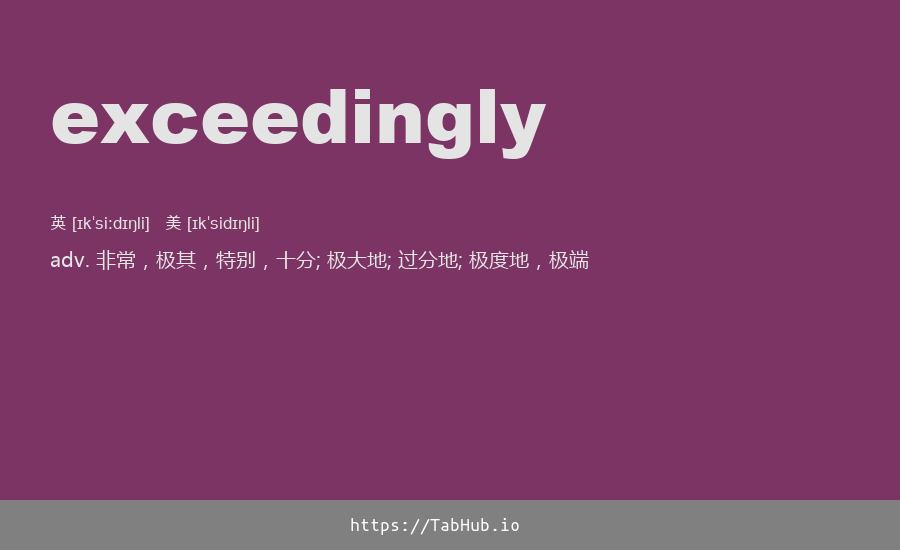 exceedingly
英 [ɪkˈsiːdɪŋli]   美 [ɪkˈsidɪŋli]
adv. 非常，极其，特别，十分; 极大地; 过分地; 极度地，极端
https://TabHub.io